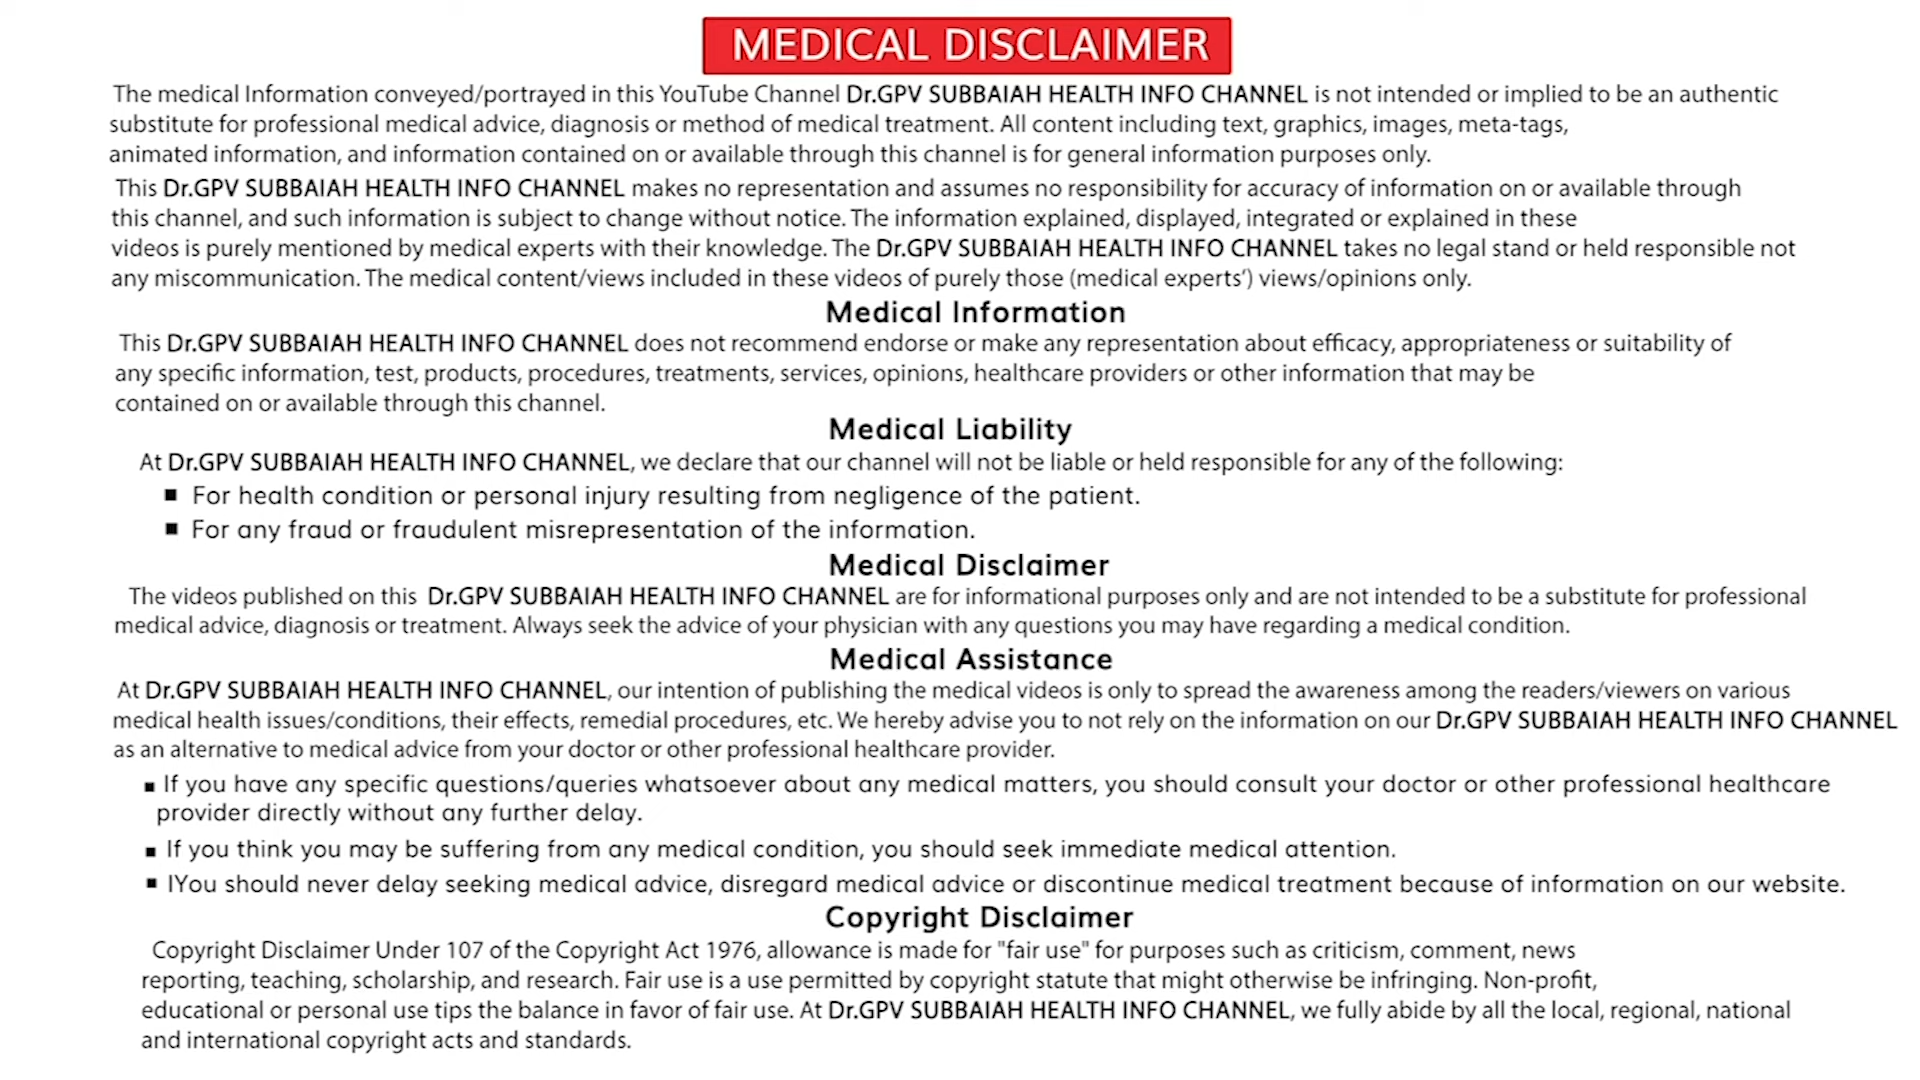 MEDICAL DISCLAIMER
The medical Information conveyed/portrayed in this YouTube Channel Dr.GPV SUBBAIAH HEALTH INFO CHANNEL is not intended or implied to be an authentic
substitute for professional medical advice, diagnosis or method of medical treatment. All content including text, graphics, images, meta-tags,
animated information, and information contained on or available through this channel is for general information purposes only.
This Dr.GPV SUBBAIAH HEALTH INFO CHANNEL makes no representation and assumes no responsibility for accuracy of information on or available through
this channel, and such information is subject to change without notice. The information explained, displayed, integrated or explained in these
videos is purely mentioned by medical experts with their knowledge. The Dr.GPV SUBBAIAH HEALTH INFO CHANNEL takes no legal stand or held responsible not
any miscommunication. The medical content/views included in these videos of purely those (medical experts’) views/opinions only.
Medical Information
This Dr.GPV SUBBAIAH HEALTH INFO CHANNEL does not recommend endorse or make any representation about efficacy, appropriateness or suitability of
any specific information, test, products, procedures, treatments, services, opinions, healthcare providers or other information that may be
contained on or available through this channel.
Medical Liability
At Dr.GPV SUBBAIAH HEALTH INFO CHANNEL, we declare that our channel will not be liable or held responsible for any of the following:
■ For health condition or personal injury resulting from negligence of the patient.
■ For any fraud or fraudulent misrepresentation of the information.
Medical Disclaimer
The videos published on this Dr.GPV SUBBAIAH HEALTH INFO CHANNEL are for informational purposes only and are not intended to be a substitute for professional
medical advice, diagnosis or treatment. Always seek the advice of your physician with any questions you may have regarding a medical condition.
Medical Assistance
At Dr.GPV SUBBAIAH HEALTH INFO CHANNEL, our intention of publishing the medical videos is only to spread the awareness among the readers/viewers on various
medical health issues/conditions, their effects, remedial procedures, etc. We hereby advise you to not rely on the information on our Dr.GPV SUBBAIAH HEALTH INFO CHANNEL
as an alternative to medical advice from your doctor or other professional healthcare provider.
■ If you have any specific questions/queries whatsoever about any medical matters, you should consult your doctor or other professional healthcare
provider directly without any further delay.
■ If you think you may be suffering from any medical condition, you should seek immediate medical attention.
■ IYou should never delay seeking medical advice, disregard medical advice or discontinue medical treatment because of information on our website.
Copyright Disclaimer
Copyright Disclaimer Under 107 of the Copyright Act 1976, allowance is made for "fair use" for purposes such as criticism, comment, news
reporting, teaching, scholarship, and research. Fair use is a use permitted by copyright statute that might otherwise be infringing. Non-profit,
educational or personal use tips the balance in favor of fair use. At Dr.GPV SUBBAIAH HEALTH INFO CHANNEL, we fully abide by all the local, regional, national
and international copyright acts and standards.